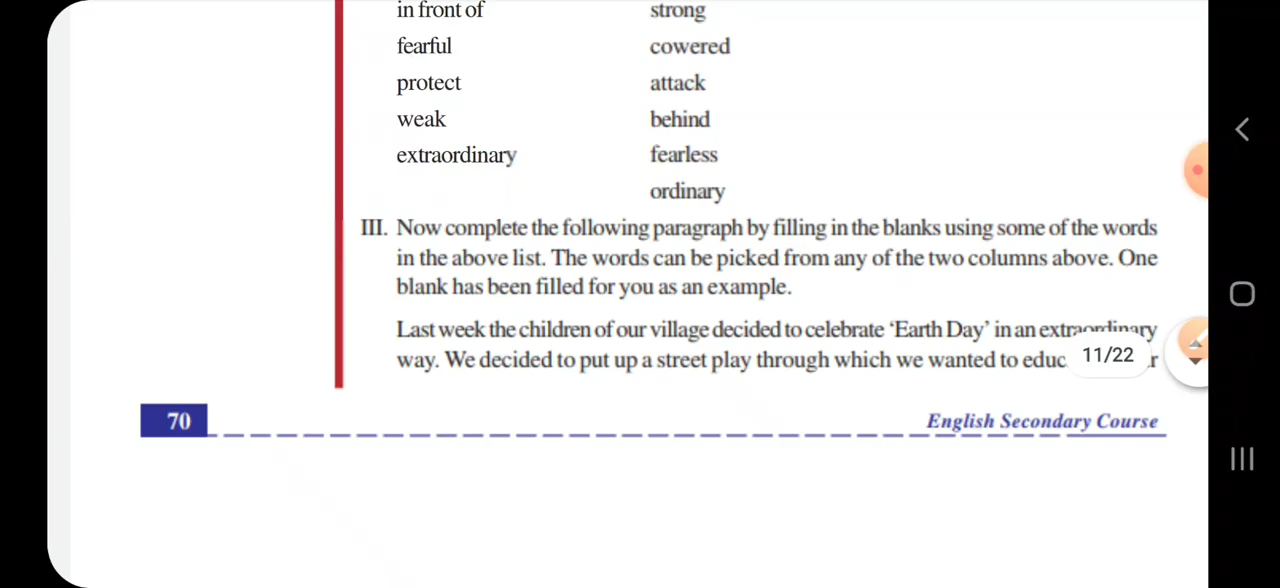 in front of strong
fearful cowered
protect attack
weak behind
extraordinary fearless
ordinary
III. Now complete the following paragraph by filling in the blanks using some of the words
in the above list. The words can be picked from any of the two columns above. One
blank has been filled for you as an example.
Last week the children of our village decided to celebrate ‘Earth Day’ in an extraordinary
way. We decided to put up a street play through which we wanted to
11/22
70 English Secondary Course